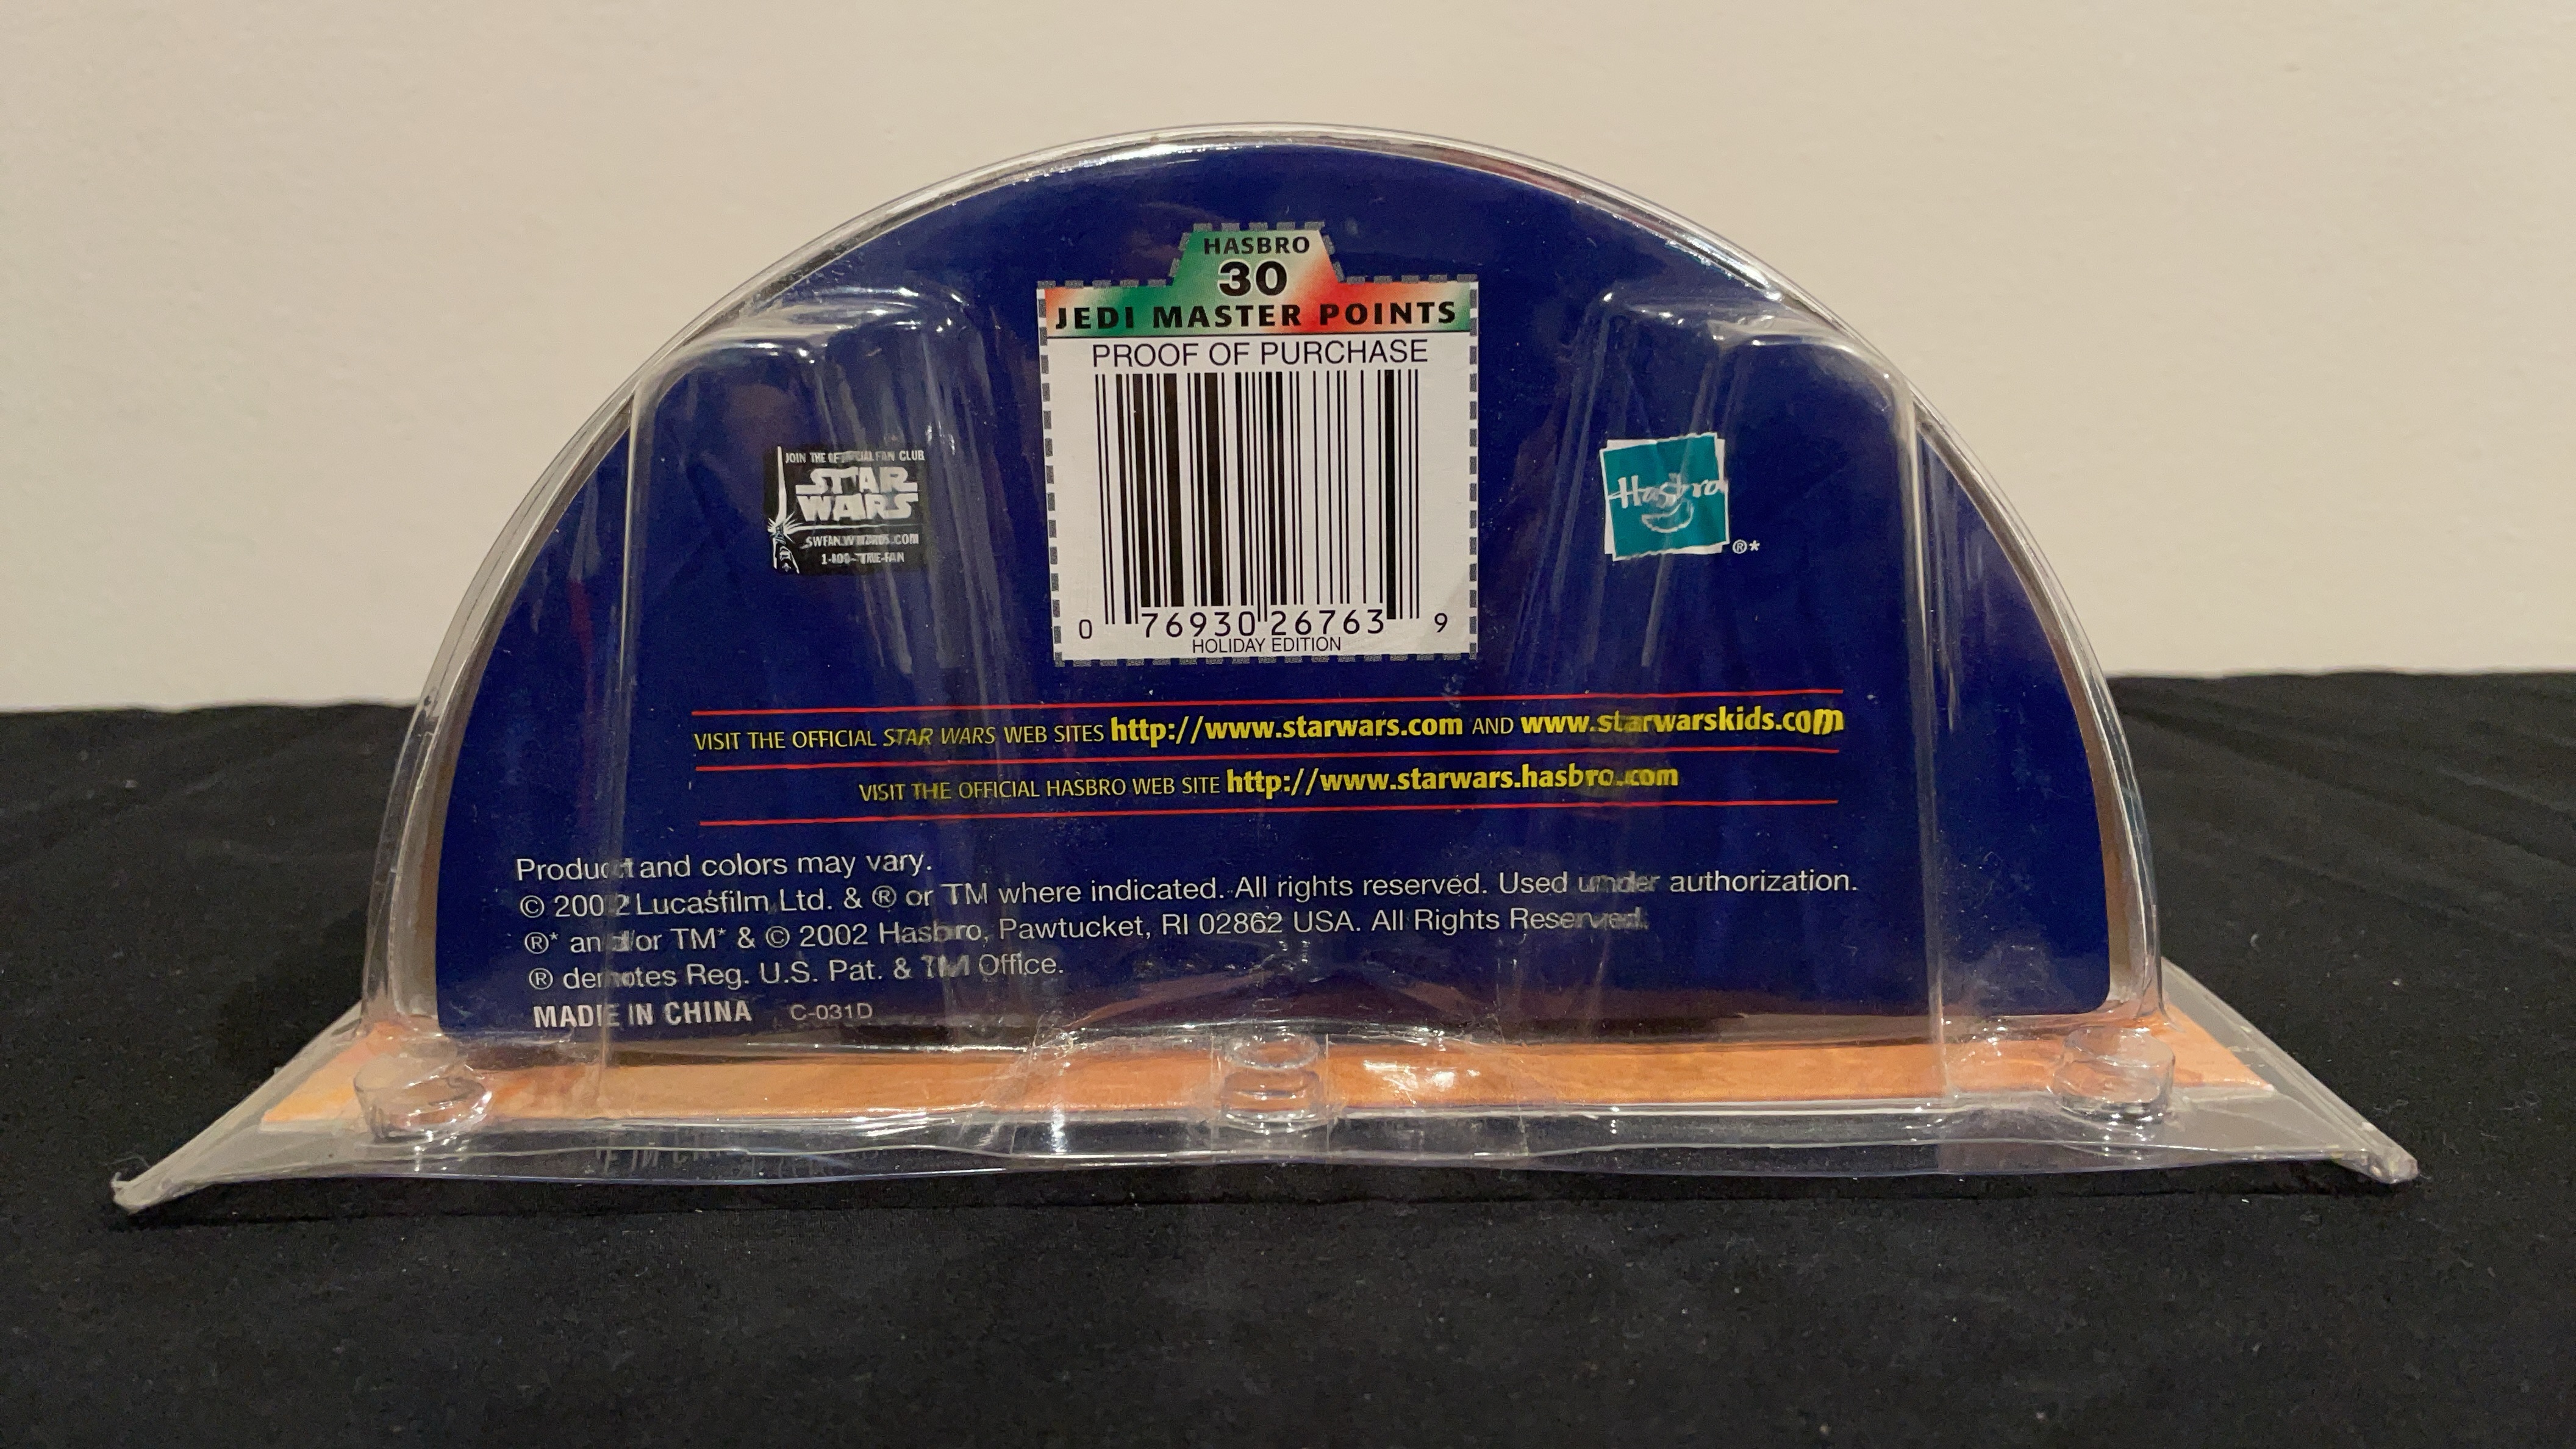 HASBRO
30
JEDI MASTER POINTS
PROOF OF PURCHASE
0 76930 26763 9
HOLIDAY EDITION
JOIN THE OFFICIAL FAN CLUB
STAR
WARS
SWFAN.WIZARDS.COM
1-800-TRUE-FAN
Hasbro
®*
VISIT THE OFFICIAL STAR WARS WEB SITES http://www.starwars.com AND www.starwarskids.com
VISIT THE OFFICIAL HASBRO WEB SITE http://www.starwars.hasbro.com
Product and colors may vary.
© 2002 Lucasfilm Ltd. & ® or TM where indicated. All rights reserved. Used under authorization.
®* and/or TM* & © 2002 Hasbro, Pawtucket, RI 02862 USA. All Rights Reserved.
® denotes Reg. U.S. Pat. & TM Office.
MADE IN CHINA C-031D